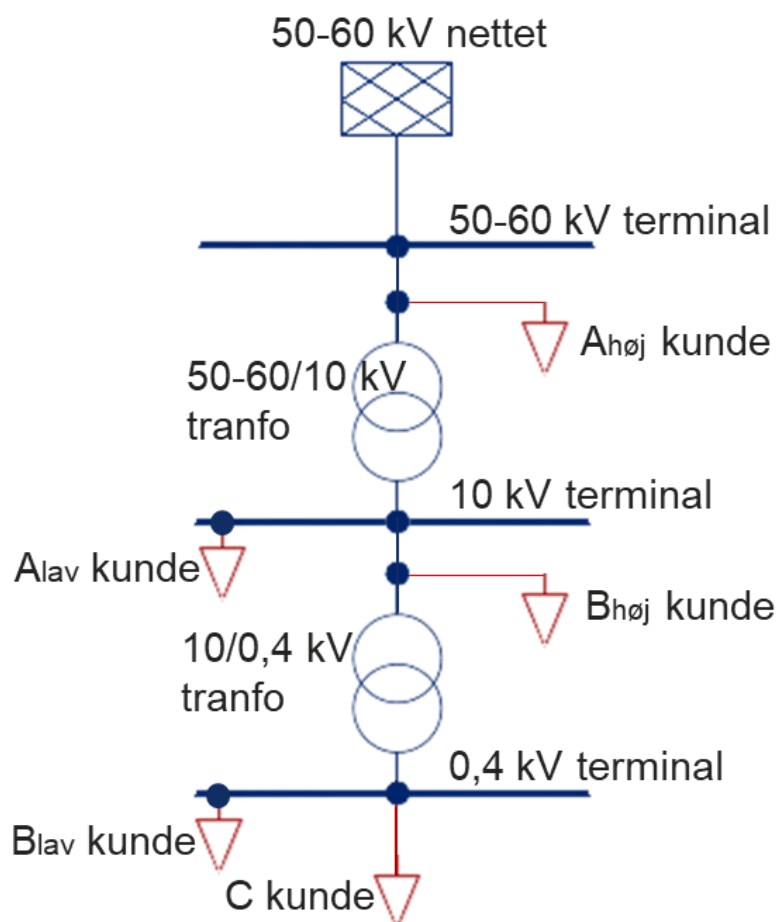 50-60 kV nettet
50-60 kV terminal
Ahøj kunde
50-60/10 kV
tranfo
10 kV terminal
Alav kunde
Bhøj kunde
10/0,4 kV
tranfo
0,4 kV terminal
Blav kunde
C kunde